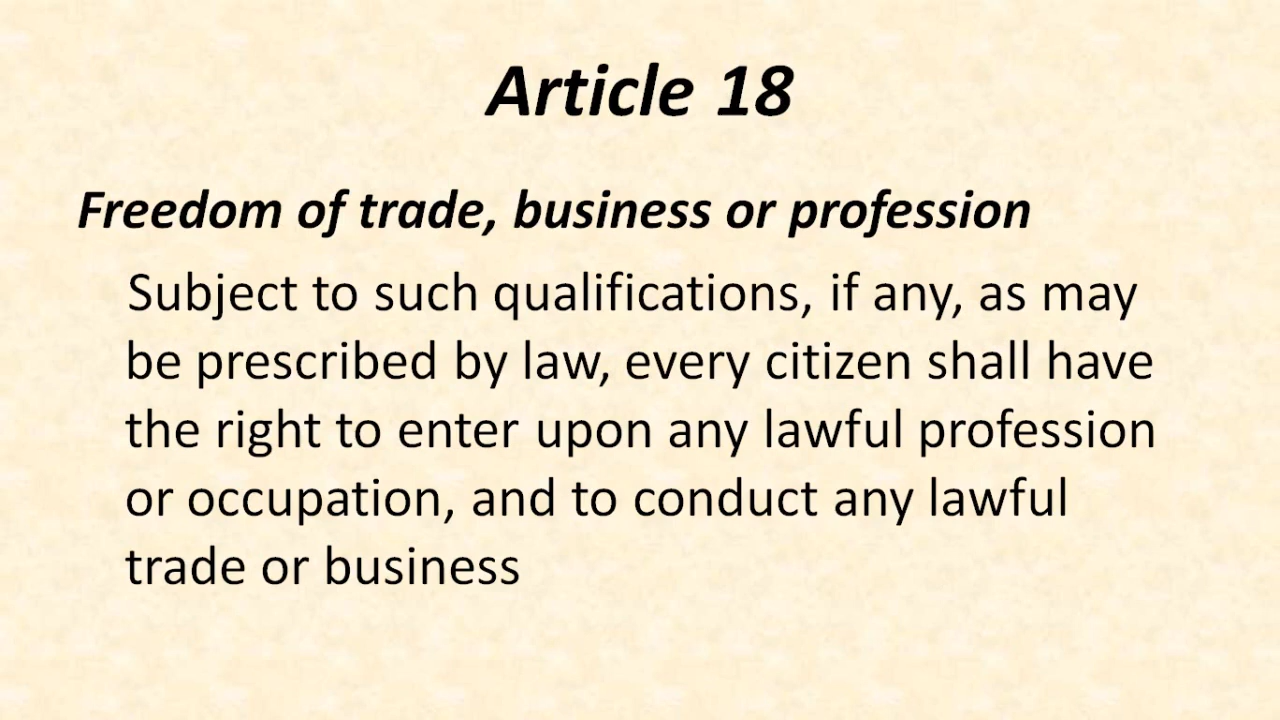 Article 18
Freedom of trade, business or profession
Subject to such qualifications, if any, as may
be prescribed by law, every citizen shall have
the right to enter upon any lawful profession
or occupation, and to conduct any lawful
trade or business